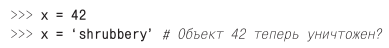 >>> x = 42
>>> x = ‘shrubbery’ # Объект 42 теперь уничтожен?